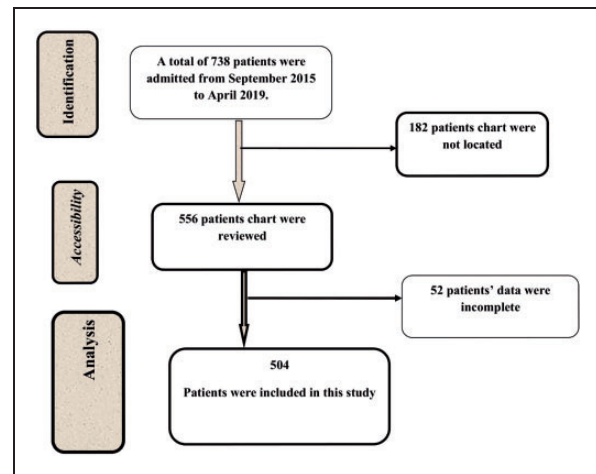 Identification
A total of 738 patients were
admitted from September 2015
to April 2019.
182 patients chart were
not located
Accessibility
556 patients chart were
reviewed
52 patients’ data were
incomplete
Analysis
504
Patients were included in this study